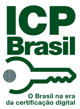 ICP
Brasil
O Brasil na era
da certificação digital